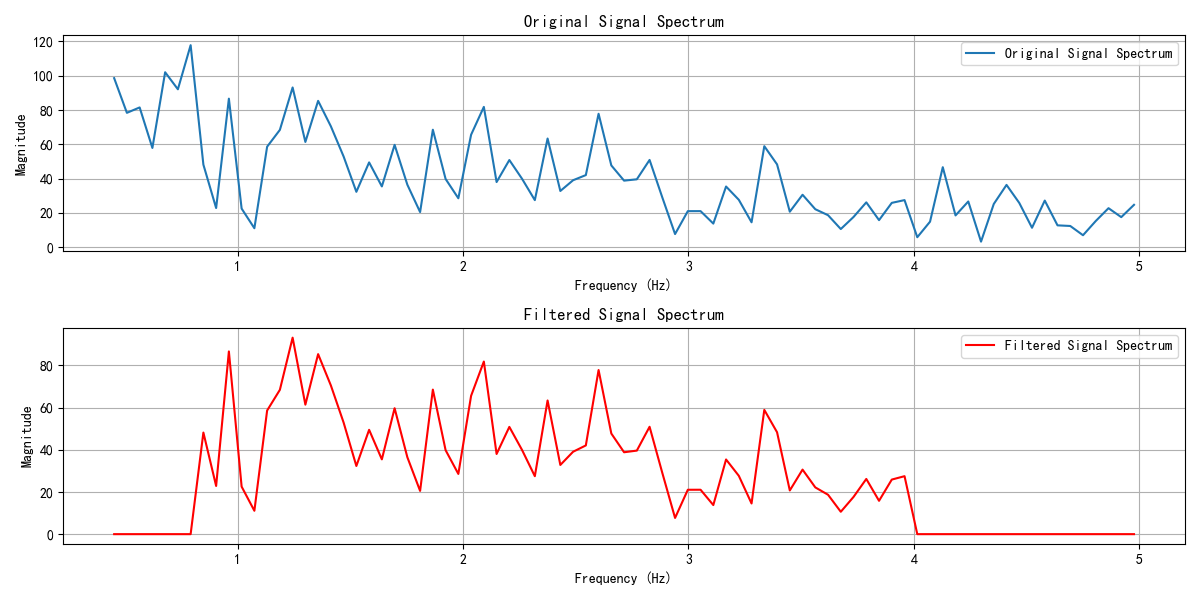 Original Signal Spectrum
120
100
80
60
40
20
0
Magnitude
Original Signal Spectrum
1
2
3
4
5
Frequency (Hz)
Filtered Signal Spectrum
80
60
40
20
0
Magnitude
Filtered Signal Spectrum
1
2
3
4
5
Frequency (Hz)